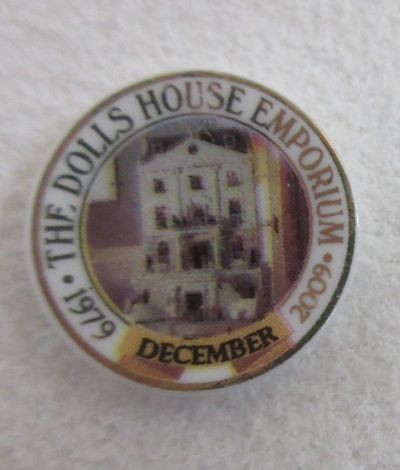 • THE DOLLS HOUSE EMPORIUM •
1979
2009
DECEMBER